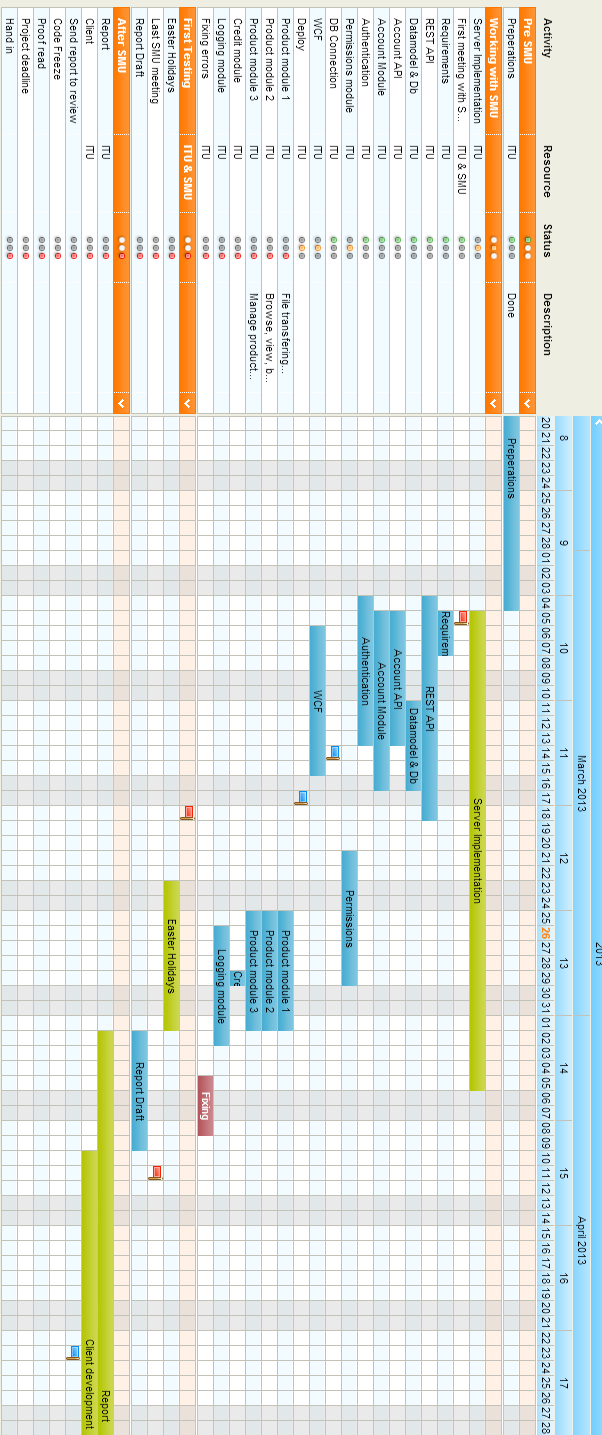 Activity Resource Status Description
2013
March 2013 April 2013
8 9 10 11 12 13 14 15 16 17
20 21 22 23 24 25 26 27 28 01 02 03 04 05 06 07 08 09 10 11 12 13 14 15 16 17 18 19 20 21 22 23 24 25 26 27 28 29 30 31 01 02 03 04 05 06 07 08 09 10 11 12 13 14 15 16 17 18 19 20 21 22 23 24 25 26 27 28
Pre SMU
Preperations ITU Done Preperations
Working with SMU
Server Implementation ITU Server Implementation
First meeting with S... ITU & SMU
Requirements ITU Requirem
REST API ITU REST API
Datamodel & Db ITU Datamodel & Db
Account API ITU Account API
Account Module ITU Account Module
Authentication ITU Authentication
Permissions module ITU Permissions
DB Connection ITU
WCF ITU WCF
Deploy ITU
Product module 1 ITU File transfering... Product module 1
Product module 2 ITU Browse, view, b... Product module 2
Product module 3 ITU Manage product... Product module 3
Credit module ITU Cre
Logging module ITU Logging module
Fixing errors ITU Fixing
First Testing ITU & SMU
Easter Holidays ITU Easter Holidays
Last SMU meeting ITU
Report Draft ITU Report Draft
After SMU
Report ITU Report
Client ITU Client development
Send report to review
Code Freeze
Proof read
Project deadline
Hand in